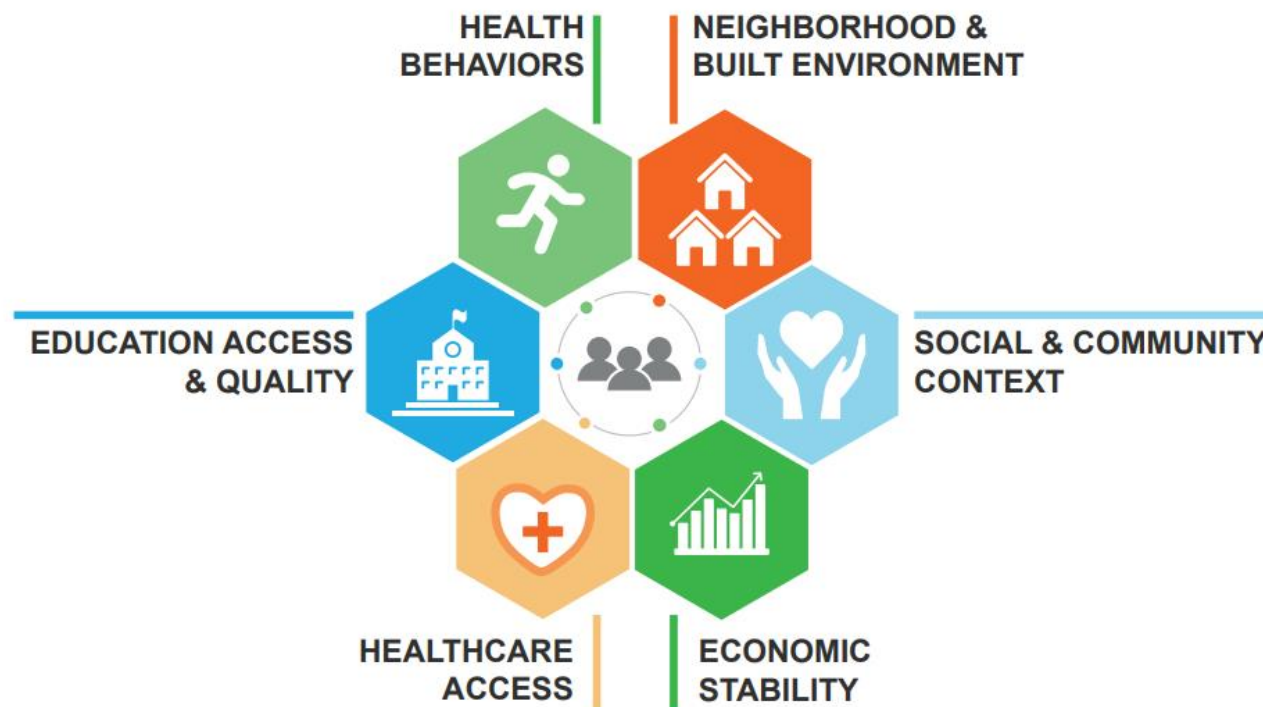 HEALTH
BEHAVIORS
NEIGHBORHOOD &
BUILT ENVIRONMENT
EDUCATION ACCESS
& QUALITY
SOCIAL & COMMUNITY
CONTEXT
HEALTHCARE
ACCESS
ECONOMIC
STABILITY